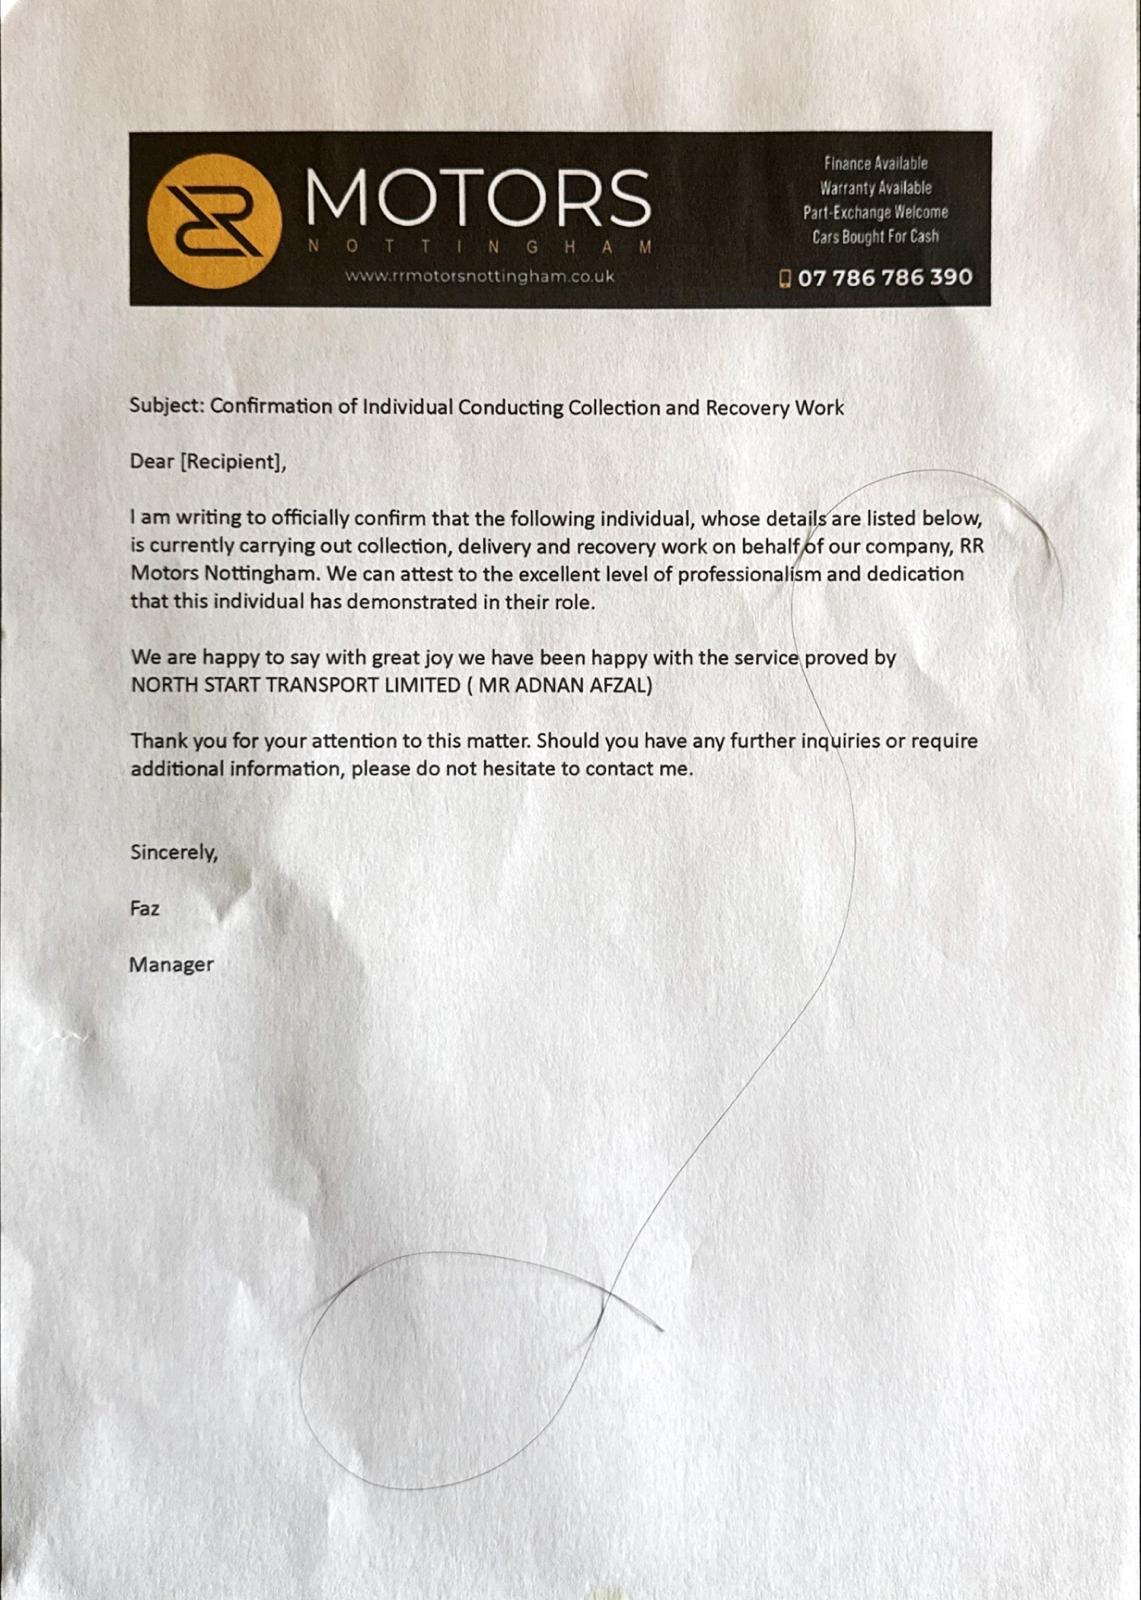 MOTORS
NOTTINGHAM
www.rrmotorsnottingham.co.uk
Finance Available
Warranty Available
Part-Exchange Welcome
Cars Bought For Cash
07 786 786 390
Subject: Confirmation of Individual Conducting Collection and Recovery Work
Dear [Recipient],
I am writing to officially confirm that the following individual, whose details are listed below,
is currently carrying out collection, delivery and recovery work on behalf of our company, RR
Motors Nottingham. We can attest to the excellent level of professionalism and dedication
that this individual has demonstrated in their role.
We are happy to say with great joy we have been happy with the service proved by
NORTH START TRANSPORT LIMITED ( MR ADNAN AFZAL)
Thank you for your attention to this matter. Should you have any further inquiries or require
additional information, please do not hesitate to contact me.
Sincerely,
Faz
Manager